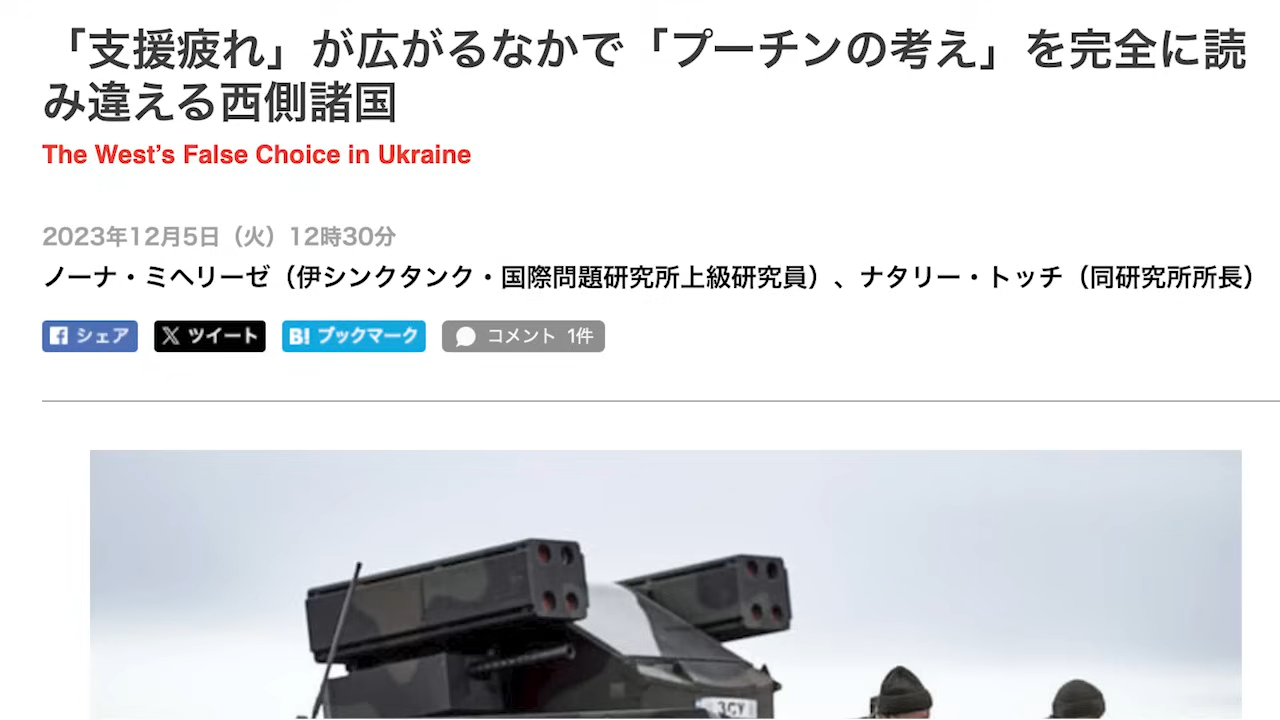 「支援疲れ」が広がるなかで「プーチンの考え」を完全に読
み違える西側諸国
The West's False Choice in Ukraine
2023年12月5日（火）12時30分
ノーナ・ミヘリーゼ（伊シンクタンク・国際問題研究所上級研究員）、ナタリー・トッチ（同研究所所長）
シェア
ツイート
B! ブックマーク
コメント 1件